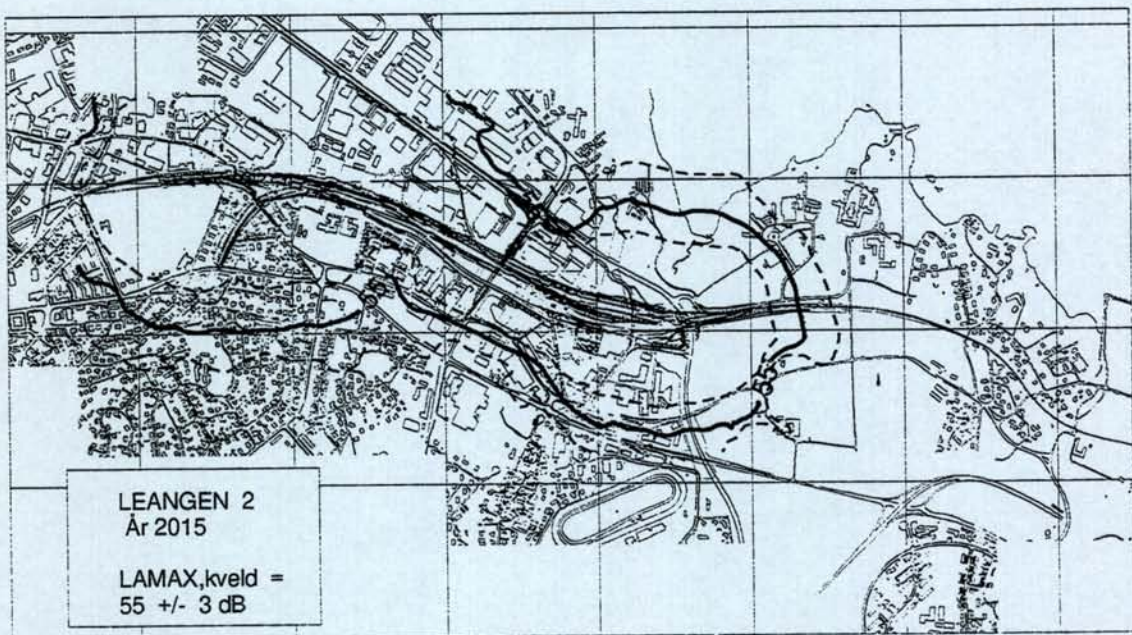 LEANGEN 2
År 2015
LAMAX,kveld =
55 +/- 3 dB